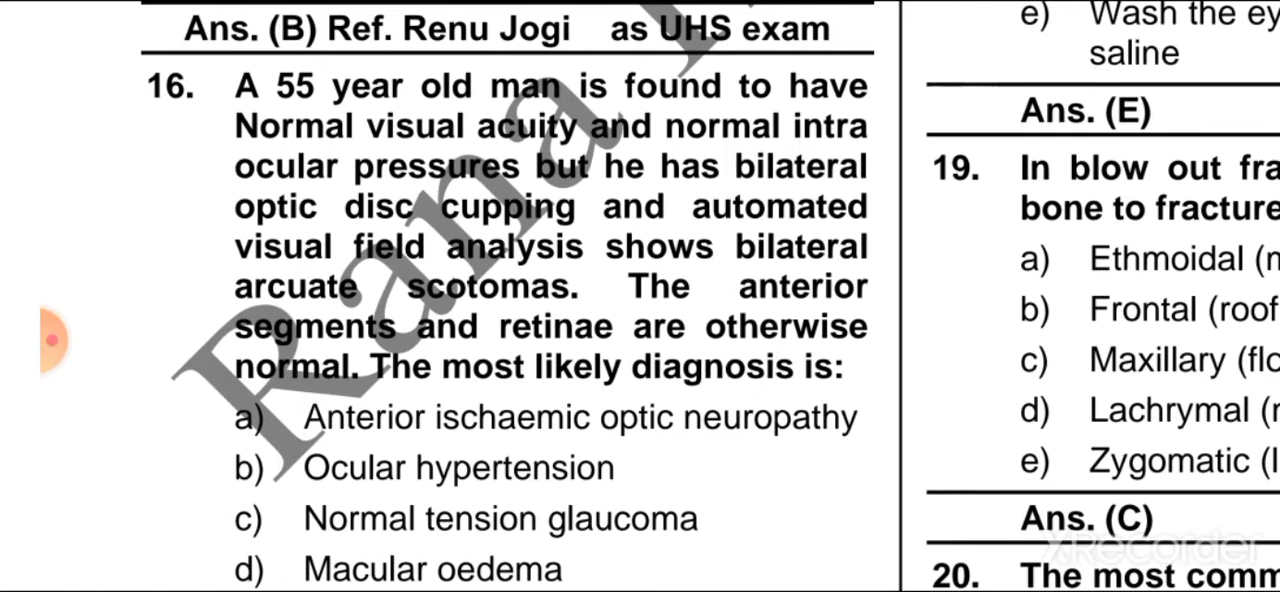 Ans. (B) Ref. Renu Jogi as UHS exam
16. A 55 year old man is found to have
Normal visual acuity and normal intra
ocular pressures but he has bilateral
optic disc cupping and automated
visual field analysis shows bilateral
arcuate scotomas. The anterior
segments and retinae are otherwise
normal. The most likely diagnosis is:
a) Anterior ischaemic optic neuropathy
b) Ocular hypertension
c) Normal tension glaucoma
d) Macular oedema
e) Wash the ey
saline
Ans. (E)
19. In blow out fra
bone to fracture
a) Ethmoidal (
b) Frontal (roof
c) Maxillary (flo
d) Lachrymal (
e) Zygomatic (
Ans. (C)
20. The most comm
Rana
XRecorder